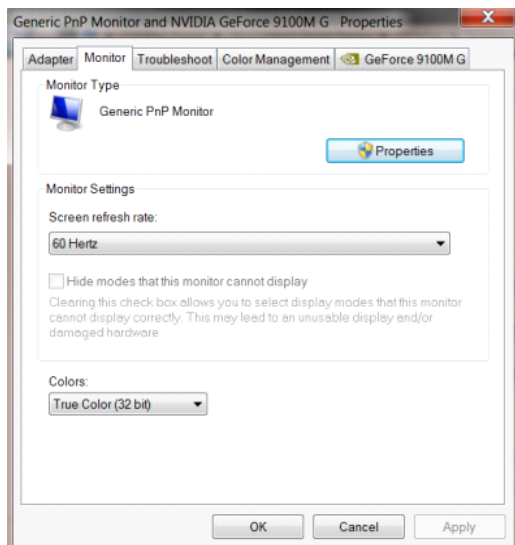 Generic PnP Monitor and NVIDIA GeForce 9100M G Properties
X
Adapter Monitor Troubleshoot Color Management GeForce 9100M G
Monitor Type
Generic PnP Monitor
Properties
Monitor Settings
Screen refresh rate:
60 Hertz
Hide modes that this monitor cannot display
Clearing this check box allows you to select display modes that this monitor
cannot display correctly. This may lead to an unusable display and/or
damaged hardware.
Colors:
True Color (32 bit)
OK Cancel Apply